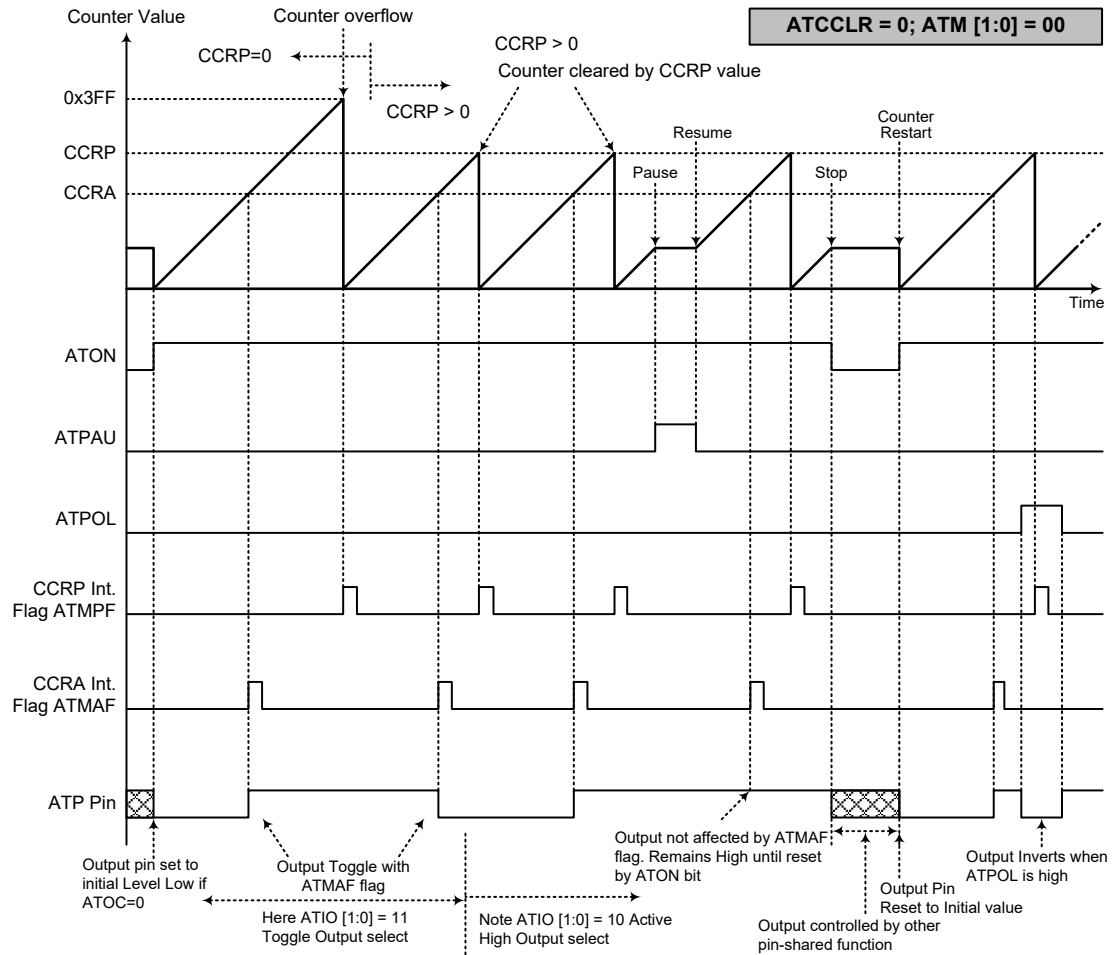 Counter Value
Counter overflow
ATCCLR = 0; ATM [1:0] = 00
CCRP=0
CCRP > 0
CCRP > 0
Counter cleared by CCRP value
0x3FF
CCRP
CCRA
Pause
Resume
Stop
Counter
Restart
Time
ATON
ATPAU
ATPOL
CCRP Int.
Flag ATMPF
CCRA Int.
Flag ATMAF
ATP Pin
Output pin set to
initial Level Low if
ATOC=0
Output Toggle with
ATMAF flag
Here ATIO [1:0] = 11
Toggle Output select
Note ATIO [1:0] = 10 Active
High Output select
Output not affected by ATMAF
flag. Remains High until reset
by ATON bit
Output controlled by other
pin-shared function
Output Pin
Reset to Initial value
Output Inverts when
ATPOL is high